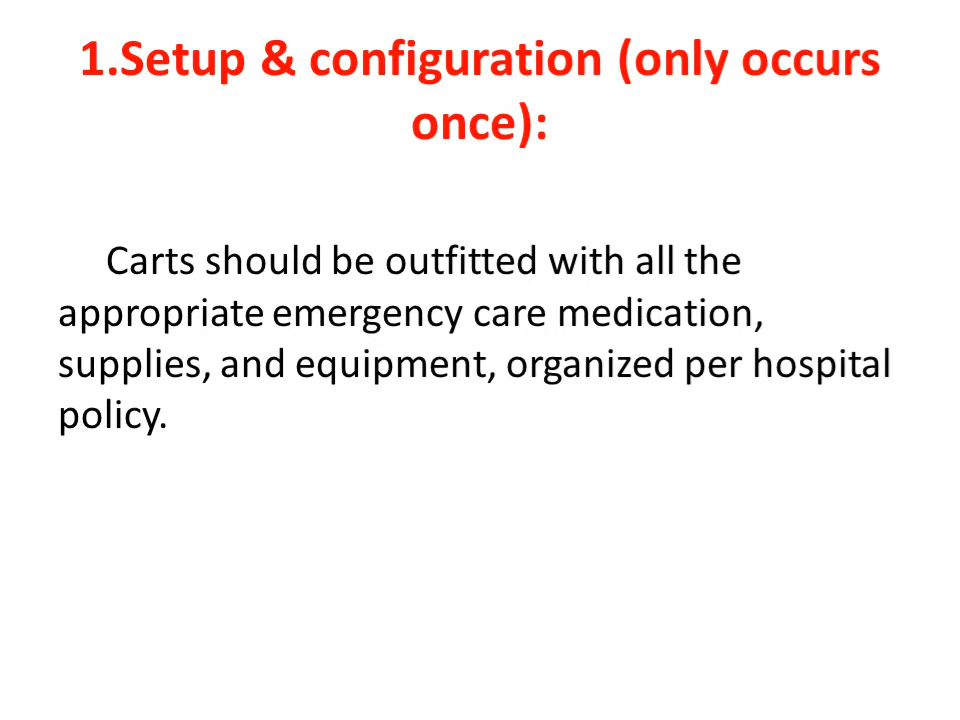 1.Setup & configuration (only occurs
once):
Carts should be outfitted with all the
appropriate emergency care medication,
supplies, and equipment, organized per hospital
policy.